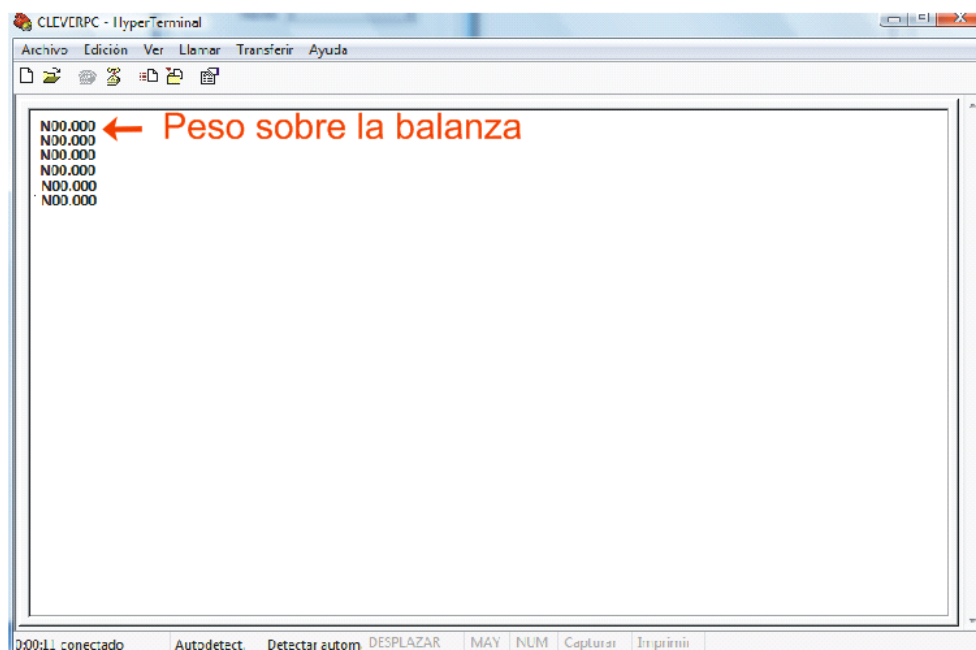 CLEVERPC - HyperTerminal
Archivo Edición Ver Llamar Transferir Ayuda
N00.000 Peso sobre la balanza
N00.000
N00.000
N00.000
N00.000
N00.000
0:00:11 conectado Autodetect. Detectar autom DESPLAZAR MAY NUM Capturar Imprimir